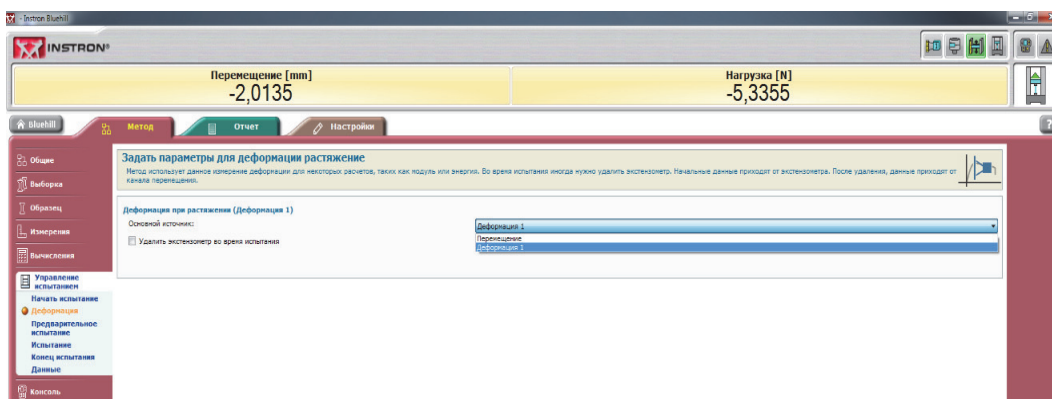 - Instron Bluehill
INSTRON®
Перемещение [mm]
-2,0135
Нагрузка [N]
-5,3355
Bluehill
Метод
Отчет
Настройки
?
Общие
Выборка
Образец
Измерения
Вычисления
Управление
испытанием
Начать испытание
Деформация
Предварительное
испытание
Испытание
Конец испытания
Данные
Консоль
Задать параметры для деформации растяжение
Метод использует данное измерение деформации для некоторых расчетов, таких как модуль или энергия. Во время испытания иногда нужно удалить экстензометр. Начальные данные приходят от экстензометра. После удаления, данные приходят от
канала перемещения.
Деформация при растяжении (Деформация 1)
Основной источник:
Деформация 1
Перемещение
Деформация 1
Удалить экстензометр во время испытания